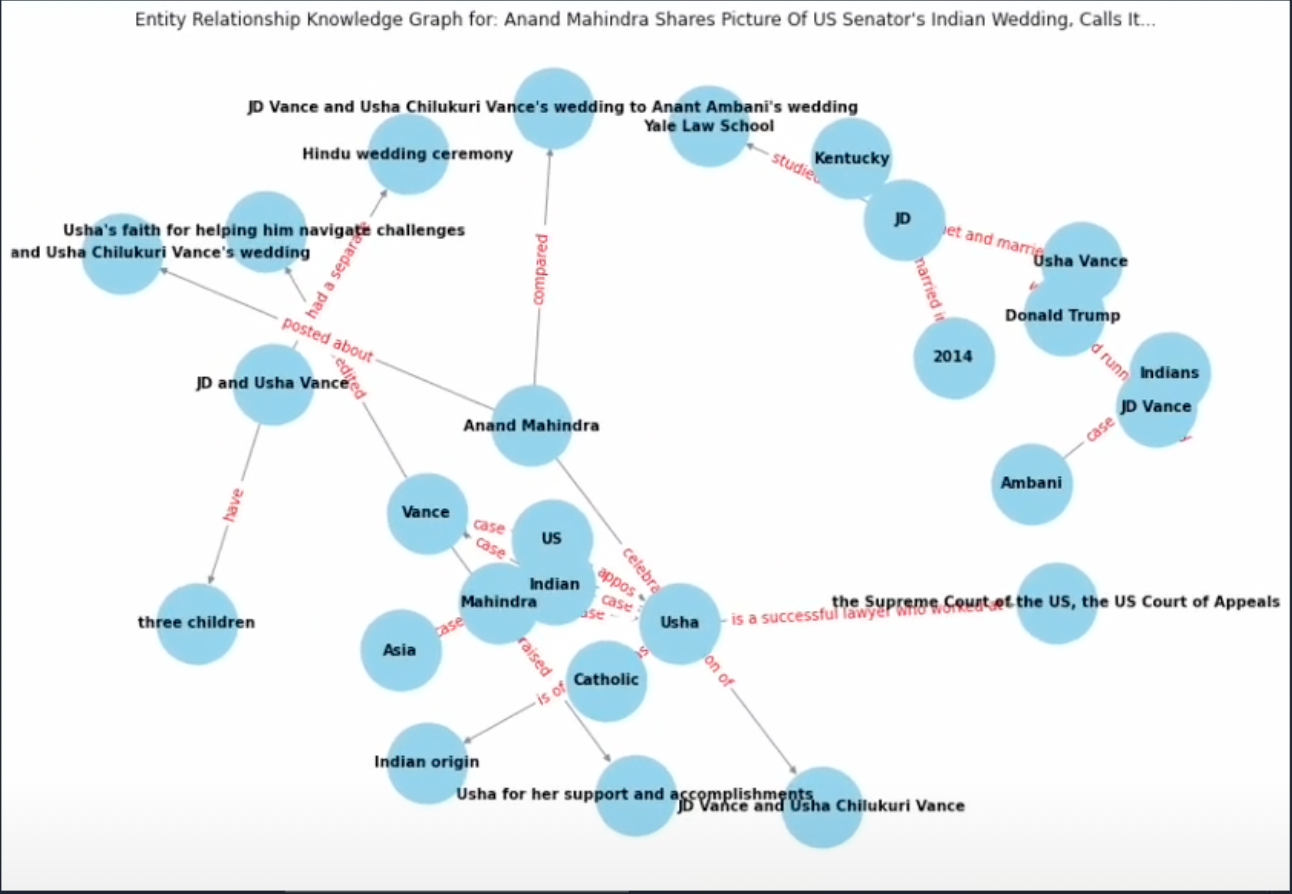 Entity Relationship Knowledge Graph for: Anand Mahindra Shares Picture Of US Senator's Indian Wedding, Calls It...
JD Vance and Usha Chilukuri Vance's wedding to Anant Ambani's wedding
Yale Law School
Hindu wedding ceremony
Kentucky
studied
JD
Usha's faith for helping him navigate challenges
and Usha Chilukuri Vance's wedding
had a separate
compared
and marrie
Usha Vance
married i
Donald Trump
posted about
2014
d runn
Indians
edited
JD and Usha Vance
JD Vance
Anand Mahindra
case
Ambani
have
Vance
case
US
case
celebra
appos
Indian
Mahindra
case
the Supreme Court of the US, the US Court of Appeals
is a successful lawyer who worked at
three children
case
Usha
Asia
raised
on of
Catholic
is of
Indian origin
Usha for her support and accomplishments
JD Vance and Usha Chilukuri Vance